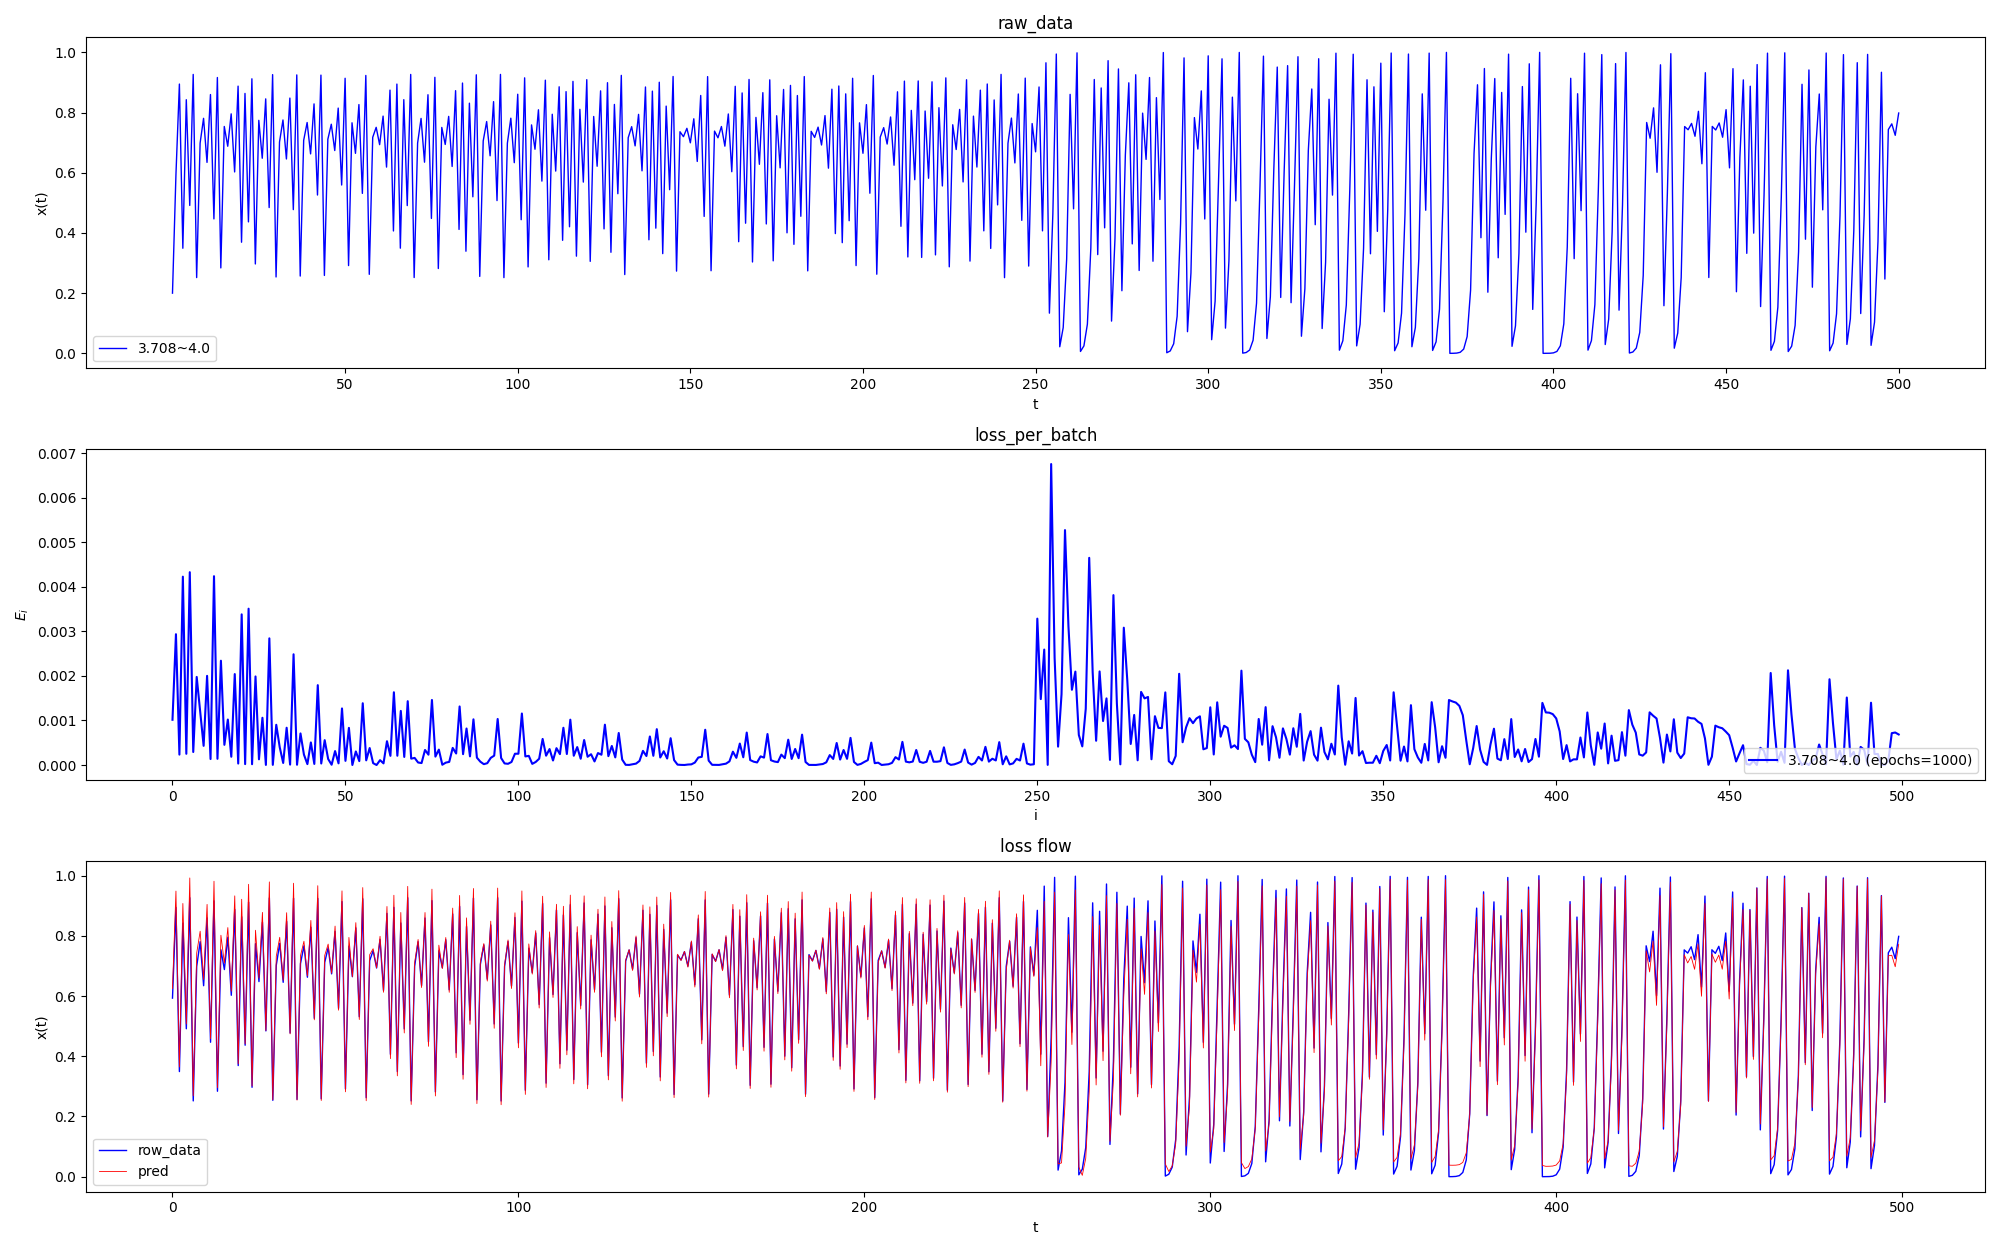 raw_data
1.0
0.8
0.6
0.4
0.2
0.0
x(t)
3.708~4.0
50 100 150 200 250 300 350 400 450 500
t
loss_per_batch
0.007
0.006
0.005
0.004
0.003
0.002
0.001
0.000
E_i
3.708~4.0 (epochs=1000)
0 50 100 150 200 250 300 350 400 450 500
i
loss flow
1.0
0.8
0.6
0.4
0.2
0.0
x(t)
row_data
pred
0 100 200 300 400 500
t